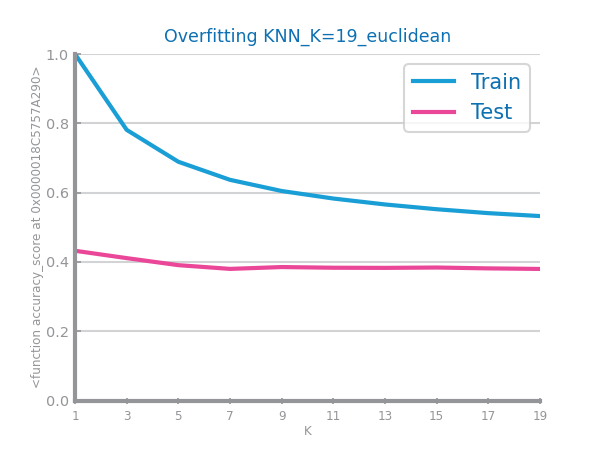 Overfitting KNN_K=19_euclidean
<function accuracy_score at 0x0000018C5757A290>
1.0
0.8
0.6
0.4
0.2
0.0
Train
Test
1 3 5 7 9 11 13 15 17 19
K